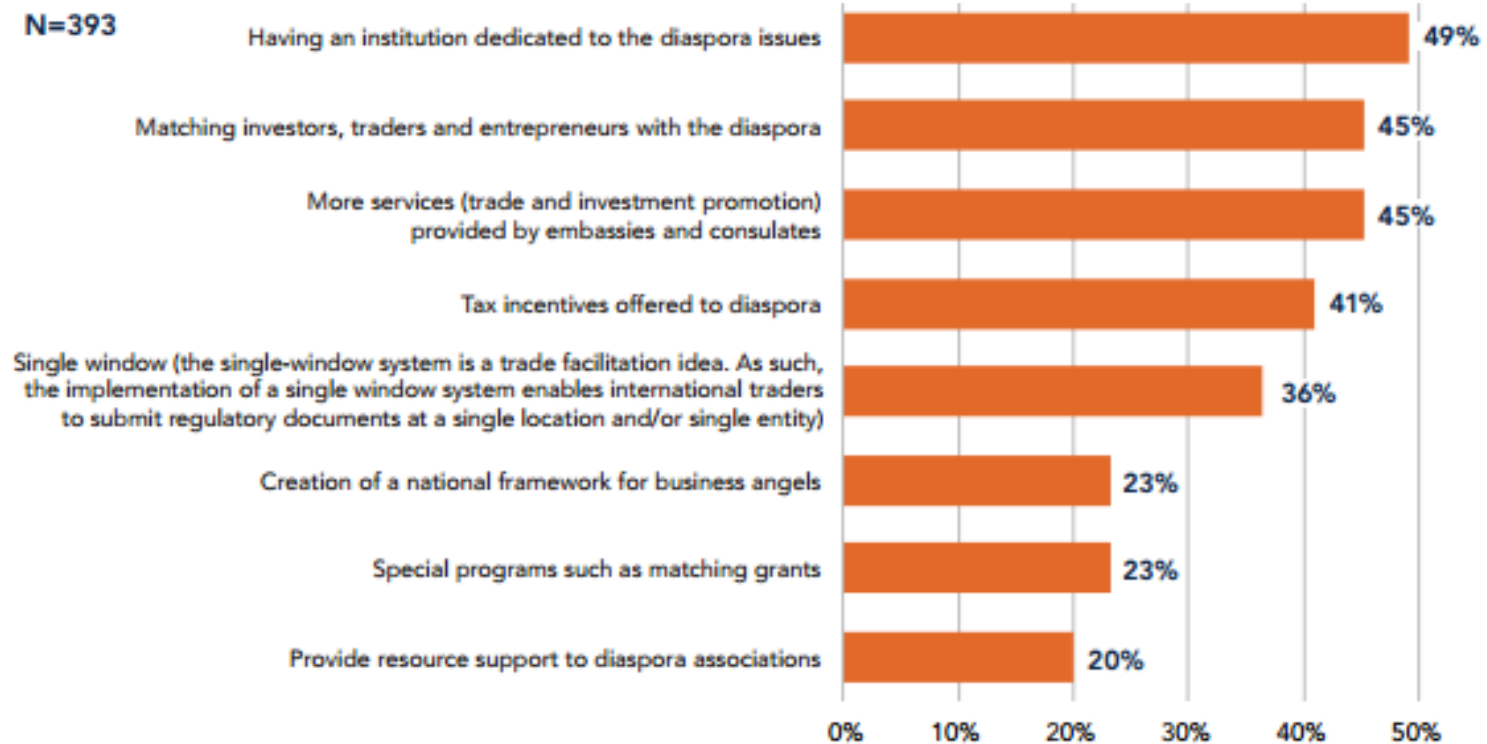 N=393
Having an institution dedicated to the diaspora issues
49%
Matching investors, traders and entrepreneurs with the diaspora
45%
More services (trade and investment promotion)
provided by embassies and consulates
45%
Tax incentives offered to diaspora
41%
Single window (the single-window system is a trade facilitation idea. As such,
the implementation of a single window system enables international traders
to submit regulatory documents at a single location and/or single entity)
36%
Creation of a national framework for business angels
23%
Special programs such as matching grants
23%
Provide resource support to diaspora associations
20%
0% 10% 20% 30% 40% 50%